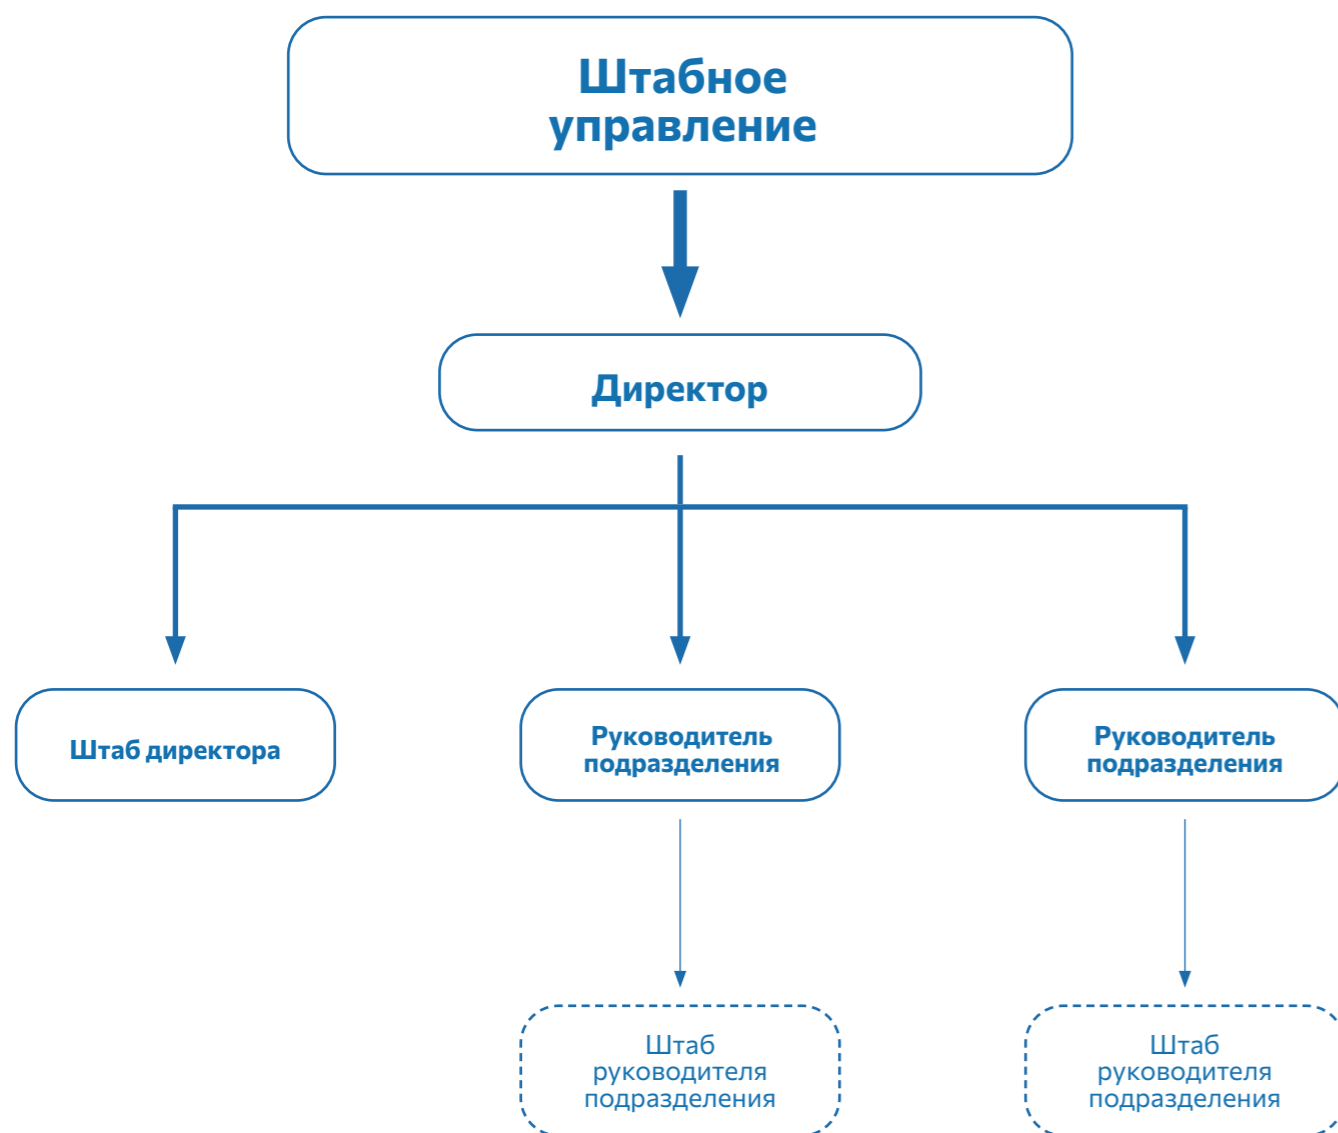 Штабное
управление
Директор
Штаб директора
Руководитель
подразделения
Руководитель
подразделения
Штаб
руководителя
подразделения
Штаб
руководителя
подразделения